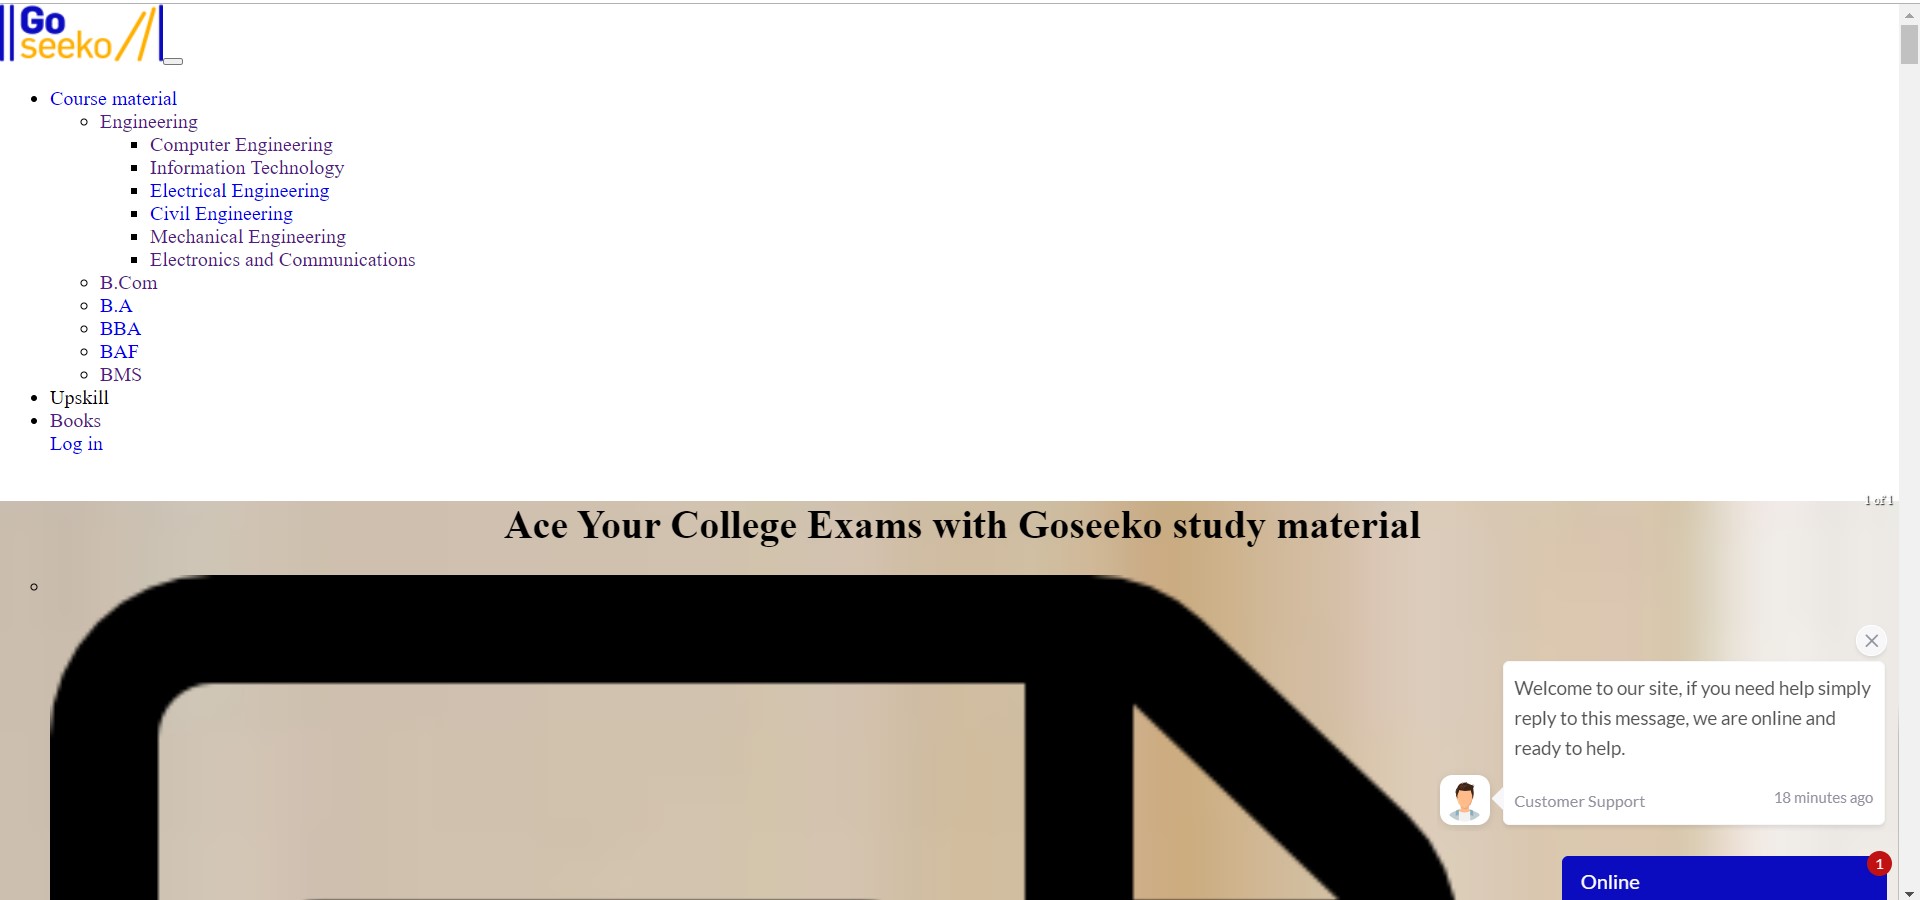 Go
seeko
Course material
Engineering
Computer Engineering
Information Technology
Electrical Engineering
Civil Engineering
Mechanical Engineering
Electronics and Communications
B.Com
B.A
BBA
BAF
BMS
Upskill
Books
Log in
1 of 1
Ace Your College Exams with Goseeko study material
Welcome to our site, if you need help simply
reply to this message, we are online and
ready to help.
Customer Support
18 minutes ago
1
Online